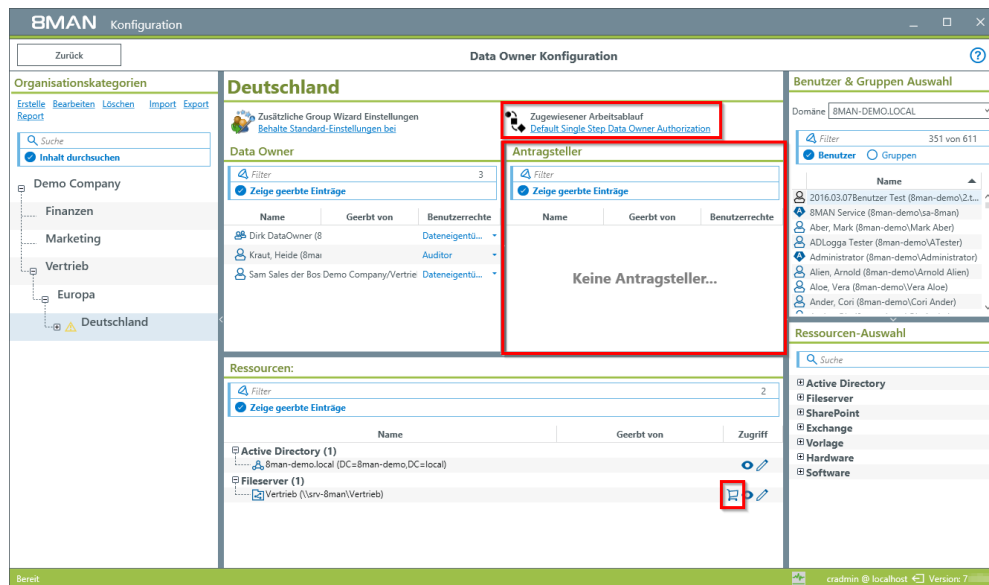 8MAN Konfiguration
Zurück
Data Owner Konfiguration
Organisationskategorien
Erstelle Bearbeiten Löschen Import Export
Report
Suche
Inhalt durchsuchen
Demo Company
Finanzen
Marketing
Vertrieb
Europa
Deutschland
Deutschland
Zusätzliche Group Wizard Einstellungen
Behalte Standard-Einstellungen bei
Zugewiesener Arbeitsablauf
Default Single Step Data Owner Authorization
Data Owner
Filter 3
Zeige geerbte Einträge
Name Geerbt von Benutzerrechte
Dirk DataOwner (8 Dateneigentü...
Kraut, Heide (8mar Auditor
Sam Sales der Bos Demo Company/Vertrie Dateneigentü...
Antragsteller
Filter
Zeige geerbte Einträge
Name Geerbt von Benutzerrechte
Keine Antragsteller...
Ressourcen:
Filter 2
Zeige geerbte Einträge
Name Geerbt von Zugriff
Active Directory (1)
8man-demo.local (DC=8man-demo,DC=local)
Fileserver (1)
Vertrieb (\\srv-8man\Vertrieb)
Benutzer & Gruppen Auswahl
Domäne 8MAN-DEMO.LOCAL
Filter 351 von 611
Benutzer Gruppen
Name
2016.03.07Benutzer Test (8man-demo\2.t...
8MAN Service (8man-demo\sa-8man)
Aber, Mark (8man-demo\Mark Aber)
ADLogga Tester (8man-demo\ATester)
Administrator (8man-demo\Administrator)
Alien, Arnold (8man-demo\Arnold Alien)
Aloe, Vera (8man-demo\Vera Aloe)
Ander, Cori (8man-demo\Cori Ander)
Ressourcen-Auswahl
Suche
Active Directory
Fileserver
SharePoint
Exchange
Vorlage
Hardware
Software
Bereit
cradmin @ localhost Version: 7